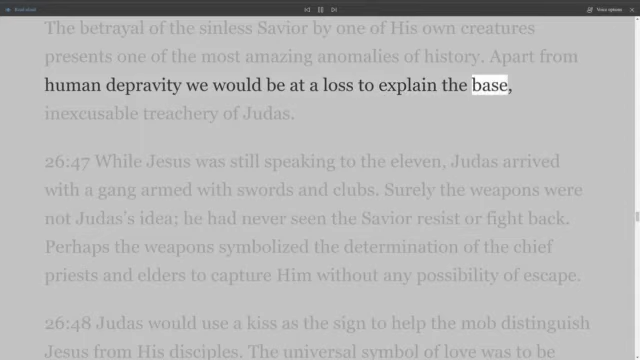 Read aloud
Voice options
The betrayal of the sinless Savior by one of His own creatures
presents one of the most amazing anomalies of history. Apart from
human depravity we would be at a loss to explain the base,
inexcusable treachery of Judas.
26:47 While Jesus was still speaking to the eleven, Judas arrived
with a gang armed with swords and clubs. Surely the weapons were
not Judas's idea; he had never seen the Savior resist or fight back.
Perhaps the weapons symbolized the determination of the chief
priests and elders to capture Him without any possibility of escape.
26:48 Judas would use a kiss as the sign to help the mob distinguish
Jesus from His disciples. The universal symbol of love was to be